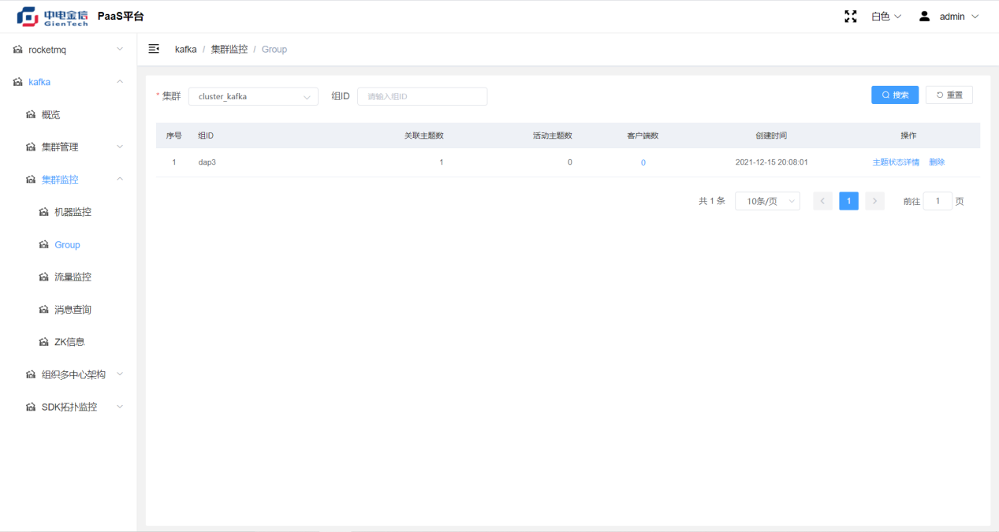 中电金信 GienTech PaaS平台 白色 admin
rocketmq
kafka
概览
集群管理
集群监控
机器监控
Group
流量监控
消息查询
ZK信息
组织多中心架构
SDK拓扑监控
kafka / 集群监控 / Group
* 集群 cluster_kafka 组ID 请输入组ID 搜索 重置
序号 组ID 关联主题数 活动主题数 客户端数 创建时间 操作
1 dap3 1 0 0 2021-12-15 20:08:01 主题状态详情 删除
共 1 条 10条/页 1 前往 1 页